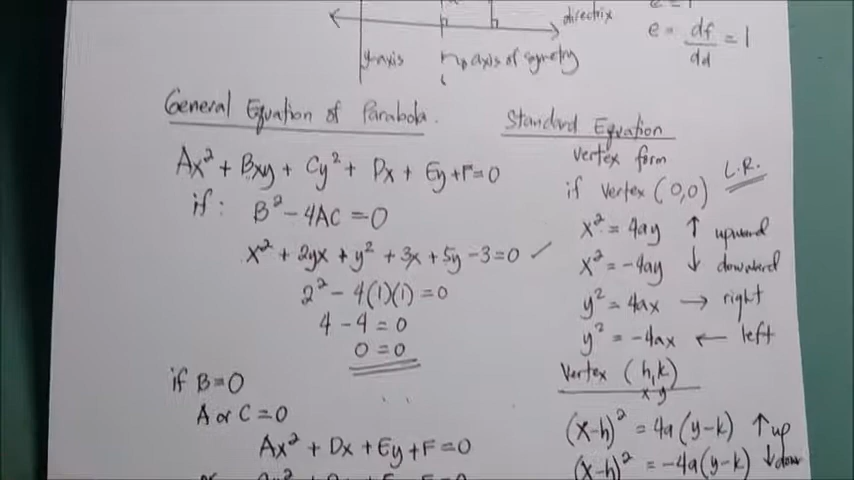 directrix
e = df/dd = 1
y-axis
axis of symetry
General Equation of Parabola.
Ax² + Bxy + Cy² + Dx + Ey + F = 0
if: B² - 4AC = 0
x² + 2yx + y² + 3x + 5y - 3 = 0 ✓
2² - 4(1)(1) = 0
4 - 4 = 0
0 = 0
if B = 0
A or C = 0
Ax² + Dx + Ey + F = 0
or
Standard Equation
vertex form
if vertex (0,0)
L.R.
x² = 4ay ↑ upward
x² = -4ay ↓ downward
y² = 4ax → right
y² = -4ax ← left
Vertex (h,k)
x y
(x-h)² = 4a(y-k) ↑ up
(x-h)² = -4a(y-k) ↓ down